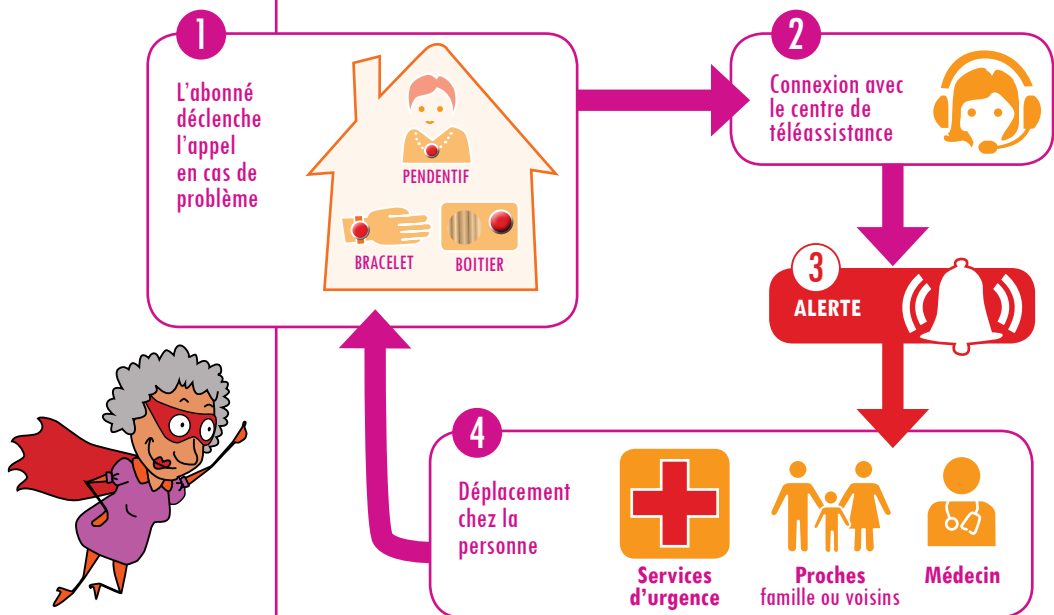 1
L'abonné
déclenche
l'appel
en cas de
problème
PENDENTIF
BRACELET
BOITIER
2
Connexion avec
le centre de
téléassistance
3
ALERTE
4
Déplacement
chez la
personne
Services
d'urgence
Proches
famille ou voisins
Médecin